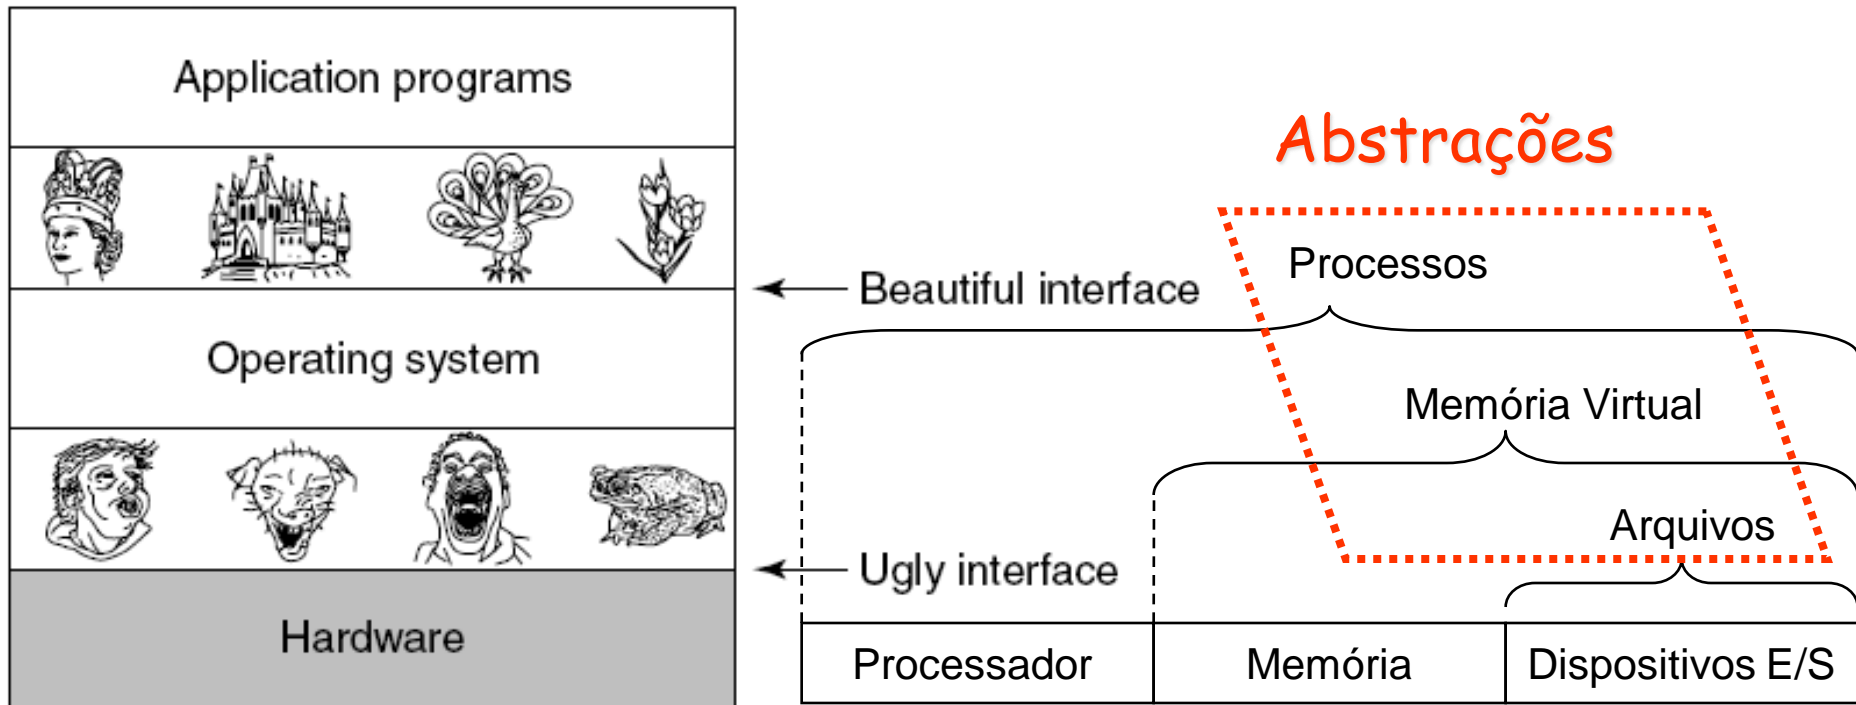 Application programs
Operating system
Hardware
Beautiful interface
Ugly interface
Abstrações
Processos
Memória Virtual
Arquivos
Processador
Memória
Dispositivos E/S